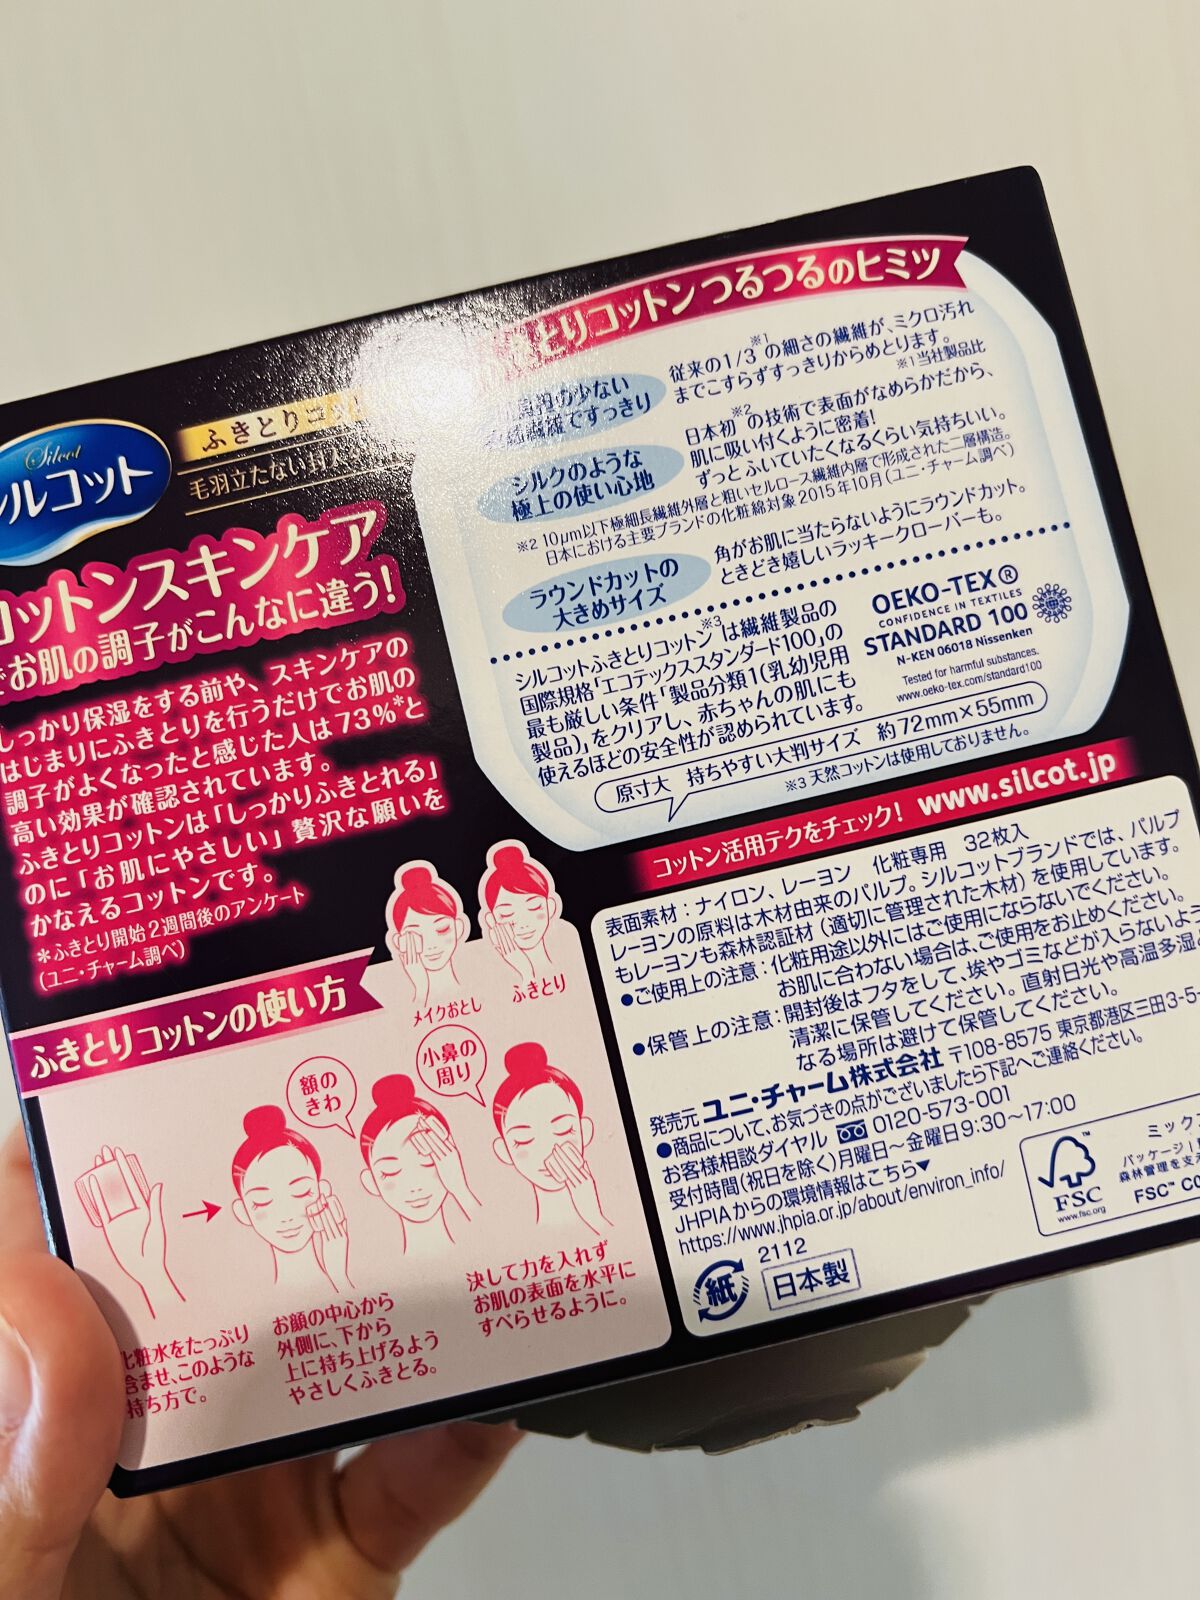 Silcot
シルコット
ふきとりコッ
毛羽立たない封入
コットンスキンケア
でお肌の調子がこんなに違う!
しっかり保湿をする前や、スキンケアの
はじまりにふきとりを行うだけでお肌の
調子がよくなったと感じた人は73%*と
高い効果が確認されています。
ふきとりコットンは「しっかりふきとれる」
のに「お肌にやさしい」贅沢な願いを
かなえるコットンです。
*ふきとり開始2週間後のアンケート
(ユニ・チャーム調べ)
メイクおとし
ふきとり
ふきとりコットンの使い方
額の
きわ
小鼻の
周り
化粧水をたっぷり
含ませ、このような
持ち方で。
お顔の中心から
外側に、下から
上に持ち上げるよう
やさしくふきとる。
決して力を入れず
お肌の表面を水平に
すべらせるように。
とりコットンつるつるのヒミツ
の少ない
ですっきり
従来の1/3※1の細さの繊維が、ミクロ汚れ
までこすらずすっきりからめとります。
※1当社製品比
シルクのような
極上の使い心地
日本初※2の技術で表面がなめらかだから、
肌に吸い付くように密着!
ずっとふいていたくなるくらい気持ちいい。
※2 10μm以下極細長繊維外層と粗いセルロース繊維内層で形成された二層構造。
日本における主要ブランドの化粧綿対象 2015年10月(ユニ・チャーム調べ)
ラウンドカットの
大きめサイズ
角がお肌に当たらないようにラウンドカット。
ときどき嬉しいラッキークローバーも。
シルコットふきとりコットン※3は繊維製品の
国際規格「エコテックススタンダード100」の
最も厳しい条件「製品分類1(乳幼児用
製品)」をクリアし、赤ちゃんの肌にも
使えるほどの安全性が認められています。
OEKO-TEX®
CONFIDENCE IN TEXTILES
STANDARD 100
N-KEN 06018 Nissenken
Tested for harmful substances.
www.oeko-tex.com/standard100
原寸大 持ちやすい大判サイズ 約72mm×55mm
※3 天然コットンは使用しておりません。
コットン活用テクをチェック! www.silcot.jp
表面素材:ナイロン、レーヨン 化粧専用 32枚入
レーヨンの原料は木材由来のパルプ。シルコットブランドでは、パルプ
もレーヨンも森林認証材(適切に管理された木材)を使用しています。
●ご使用上の注意:化粧用途以外にはご使用にならないでください。
お肌に合わない場合は、ご使用をお止めください。
●保管上の注意:開封後はフタをして、埃やゴミなどが入らないよう
清潔に保管してください。直射日光や高温多湿と
なる場所は避けて保管してください。
発売元 ユニ・チャーム株式会社 〒108-8575 東京都港区三田3-5-
●商品について、お気づきの点がございましたら下記へご連絡ください。
お客様相談ダイヤル 0120-573-001
受付時間(祝日を除く)月曜日〜金曜日9:30〜17:00
JHPIAからの環境情報はこちら▼
https://www.jhpia.or.jp/about/environ_info/
紙
2112
日本製
FSC
www.fsc.org
ミック
パッケージ
森林管理を支
FSC™ C0